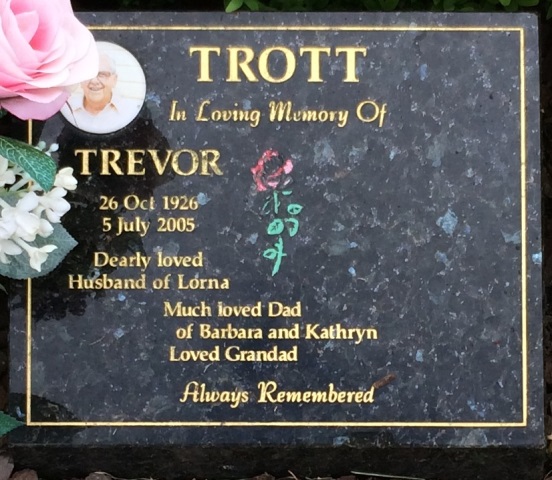 TROTT
In Loving Memory Of
TREVOR
26 Oct 1926
5 July 2005
Dearly loved
Husband of Lorna
Much loved Dad
of Barbara and Kathryn
Loved Grandad
Always Remembered